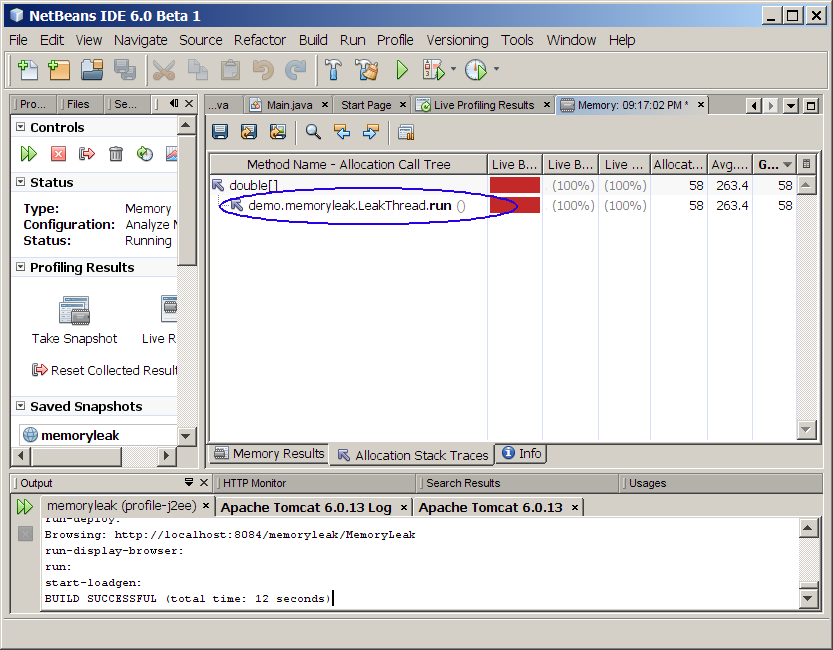 NetBeans IDE 6.0 Beta 1
File Edit View Navigate Source Refactor Build Run Profile Versioning Tools Window Help
Pro... Files Se...
...va Main.java Start Page Live Profiling Results Memory: 09:17:02 PM *
Controls
Status
Type: Memory
Configuration: Analyze M
Status: Running
Profiling Results
Take Snapshot Live R
Reset Collected Result
Saved Snapshots
memoryleak
Method Name - Allocation Call Tree Live B... Live B... Live ... Allocat... Avg.... G...
double[] (100%) (100%) 58 263.4 58
demo.memoryleak.LeakThread.run () (100%) (100%) 58 263.4 58
Memory Results Allocation Stack Traces Info
Output HTTP Monitor Search Results Usages
memoryleak (profile-j2ee) Apache Tomcat 6.0.13 Log Apache Tomcat 6.0.13
run-deploy:
Browsing: http://localhost:8084/memoryleak/MemoryLeak
run-display-browser:
run:
start-loadgen:
BUILD SUCCESSFUL (total time: 12 seconds)